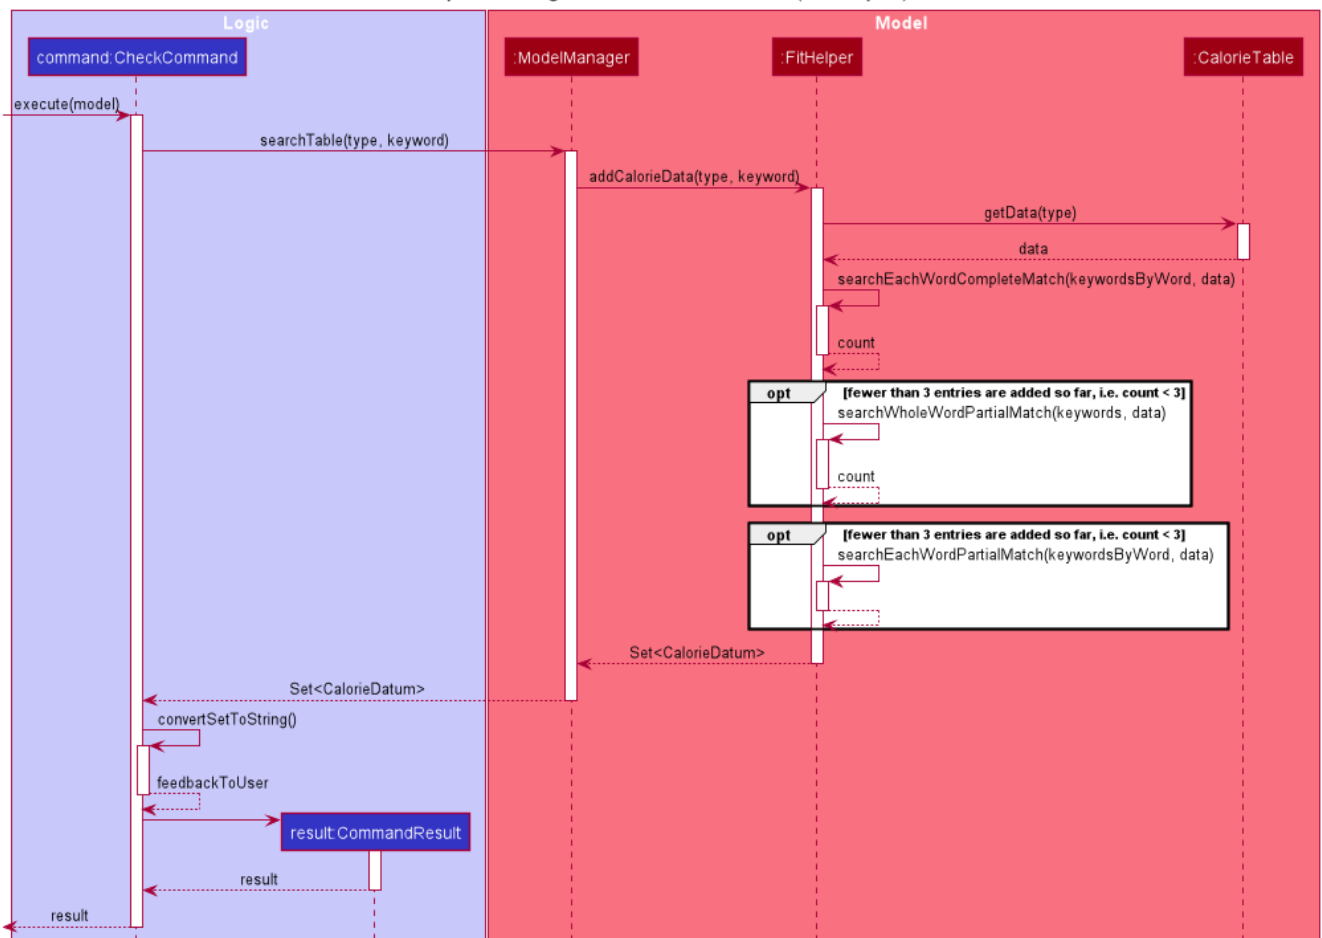 Logic
Model
command:CheckCommand
:ModelManager
:FitHelper
:CalorieTable
execute(model)
searchTable(type, keyword)
addCalorieData(type, keyword)
getData(type)
data
searchEachWordCompleteMatch(keywordsByWord, data)
count
opt
[fewer than 3 entries are added so far, i.e. count < 3]
searchWholeWordPartialMatch(keywords, data)
count
opt
[fewer than 3 entries are added so far, i.e. count < 3]
searchEachWordPartialMatch(keywordsByWord, data)
Set<CalorieDatum>
Set<CalorieDatum>
convertSetToString()
feedbackToUser
result:CommandResult
result
result